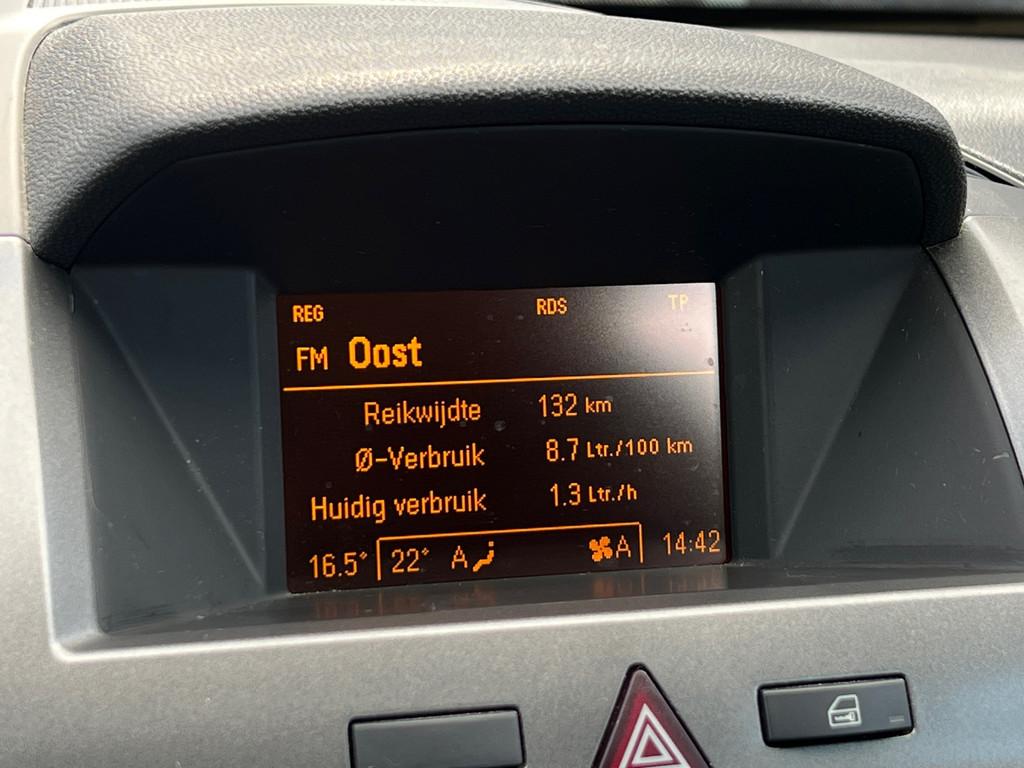 REG RDS TP
FM Oost
Reikwijdte 132 km
Ø-Verbruik 8.7 Ltr./100 km
Huidig verbruik 1.3 Ltr./h
16.5° 22° A A 14:42